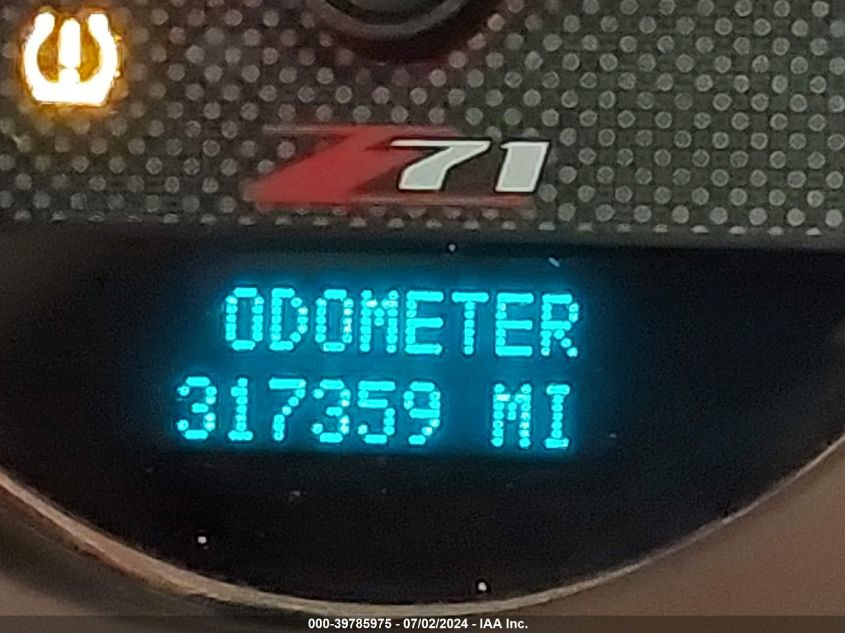 Z71
ODOMETER
317359 MI
000-39785975 - 07/02/2024 - IAA Inc.